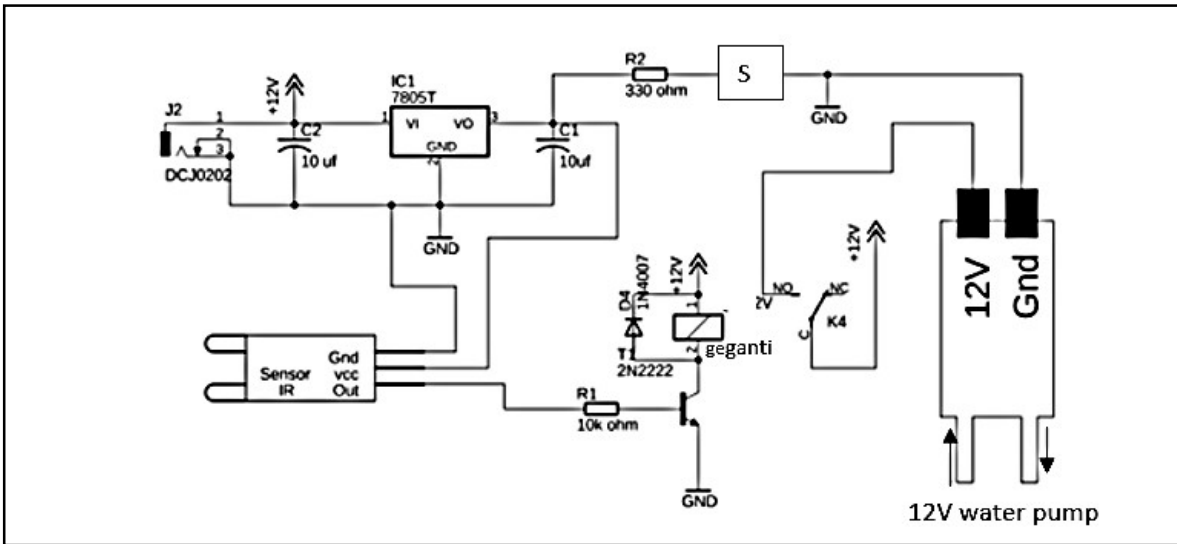 R2
330 ohm
S
GND
+12V
IC1
7805T
J2
1
2
3
DCJ0202
C2
10 uf
1
VI
VO
3
GND
2
C1
10uf
GND
12V
Gnd
+12V
NO
NC
2V
C
K4
+12V
D4
1N4007
1
2
geganti
T1
2N2222
Sensor
IR
Gnd
vcc
Out
R1
10k ohm
GND
12V water pump